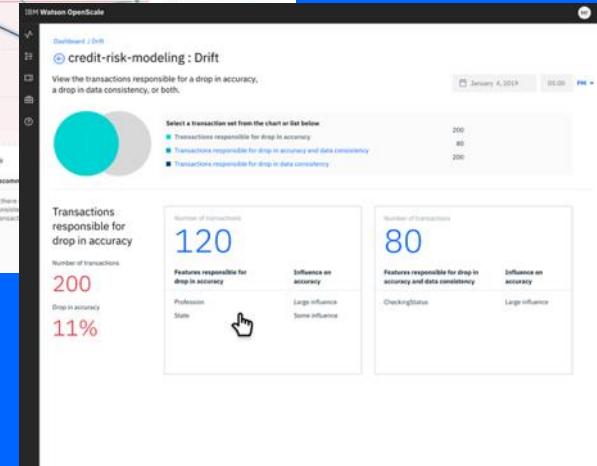 IBM Watson OpenScale
Dashboard / Drift
credit-risk-modeling : Drift
View the transactions responsible for a drop in accuracy,
a drop in data consistency, or both.
January 4, 2019
05:00
PM
Select a transaction set from the chart or list below
Transactions responsible for drop in accuracy
200
Transactions responsible for drop in accuracy and data consistency
80
Transactions responsible for drop in data consistency
200
Transactions
responsible for
drop in accuracy
Number of transactions
200
Drop in accuracy
11%
Number of transactions
120
Features responsible for
drop in accuracy
Influence on
accuracy
Profession
Large influence
State
Some influence
Number of transactions
80
Features responsible for drop in
accuracy and data consistency
Influence on
accuracy
CheckingStatus
Large influence